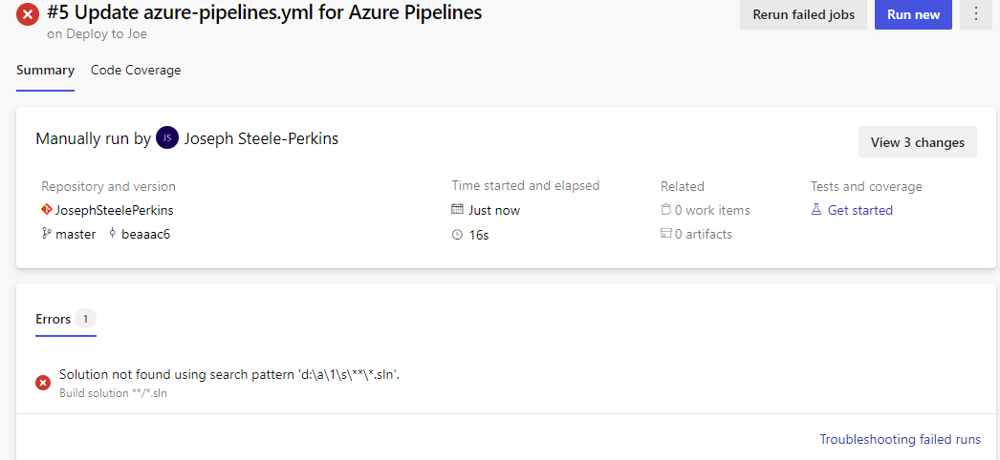 #5 Update azure-pipelines.yml for Azure Pipelines
on Deploy to Joe
Rerun failed jobs
Run new
Summary
Code Coverage
Manually run by JS Joseph Steele-Perkins
View 3 changes
Repository and version
JosephSteelePerkins
master beaaac6
Time started and elapsed
Just now
16s
Related
0 work items
0 artifacts
Tests and coverage
Get started
Errors 1
Solution not found using search pattern 'd:\a\1\s\**\*.sln'.
Build solution **/*.sln
Troubleshooting failed runs